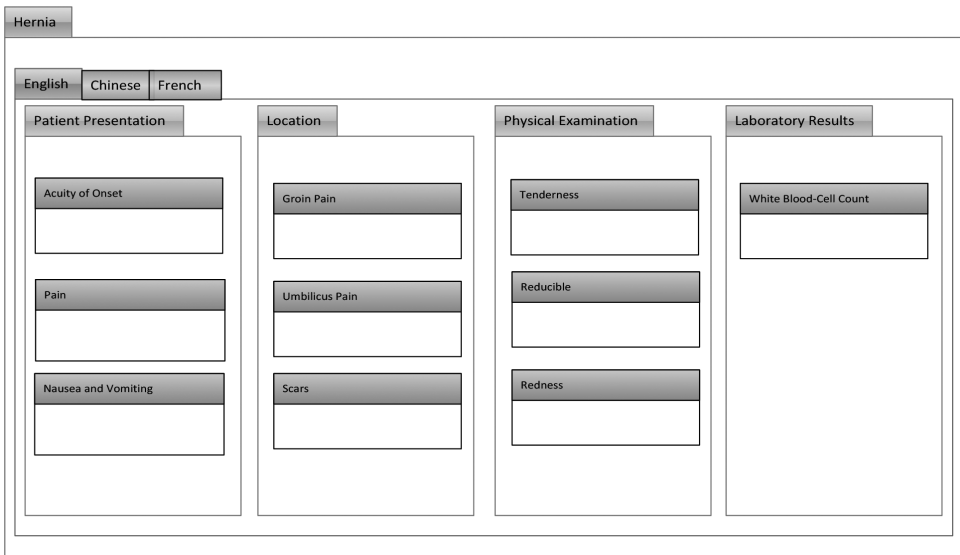 Hernia
English
Chinese
French
Patient Presentation
Acuity of Onset
Pain
Nausea and Vomiting
Location
Groin Pain
Umbilicus Pain
Scars
Physical Examination
Tenderness
Reducible
Redness
Laboratory Results
White Blood-Cell Count